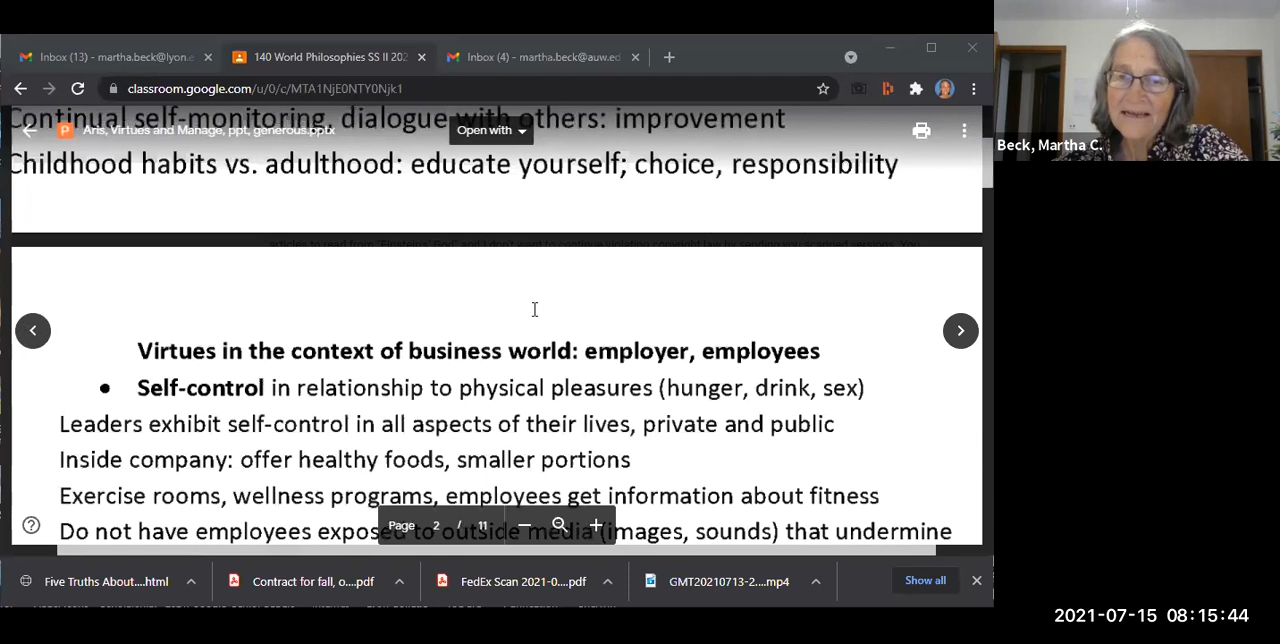 Inbox (13) - martha.beck@lyon.e
140 World Philosophies SS II 202
Inbox (4) - martha.beck@auw.ed
classroom.google.com/u/0/c/MTA1NjE0NTY0Njk1
Continual self-monitoring, dialogue with others: improvement
Aris, Virtues and Manage, ppt, generous.pptx
Open with
Beck, Martha C.
Childhood habits vs. adulthood: educate yourself; choice, responsibility
Virtues in the context of business world: employer, employees
• Self-control in relationship to physical pleasures (hunger, drink, sex)
Leaders exhibit self-control in all aspects of their lives, private and public
Inside company: offer healthy foods, smaller portions
Exercise rooms, wellness programs, employees get information about fitness
Do not have employees exposed to outside media (images, sounds) that undermine
Page 2 / 11
Five Truths About....html
Contract for fall, o....pdf
FedEx Scan 2021-0....pdf
GMT20210713-2....mp4
Show all
2021-07-15 08:15:44